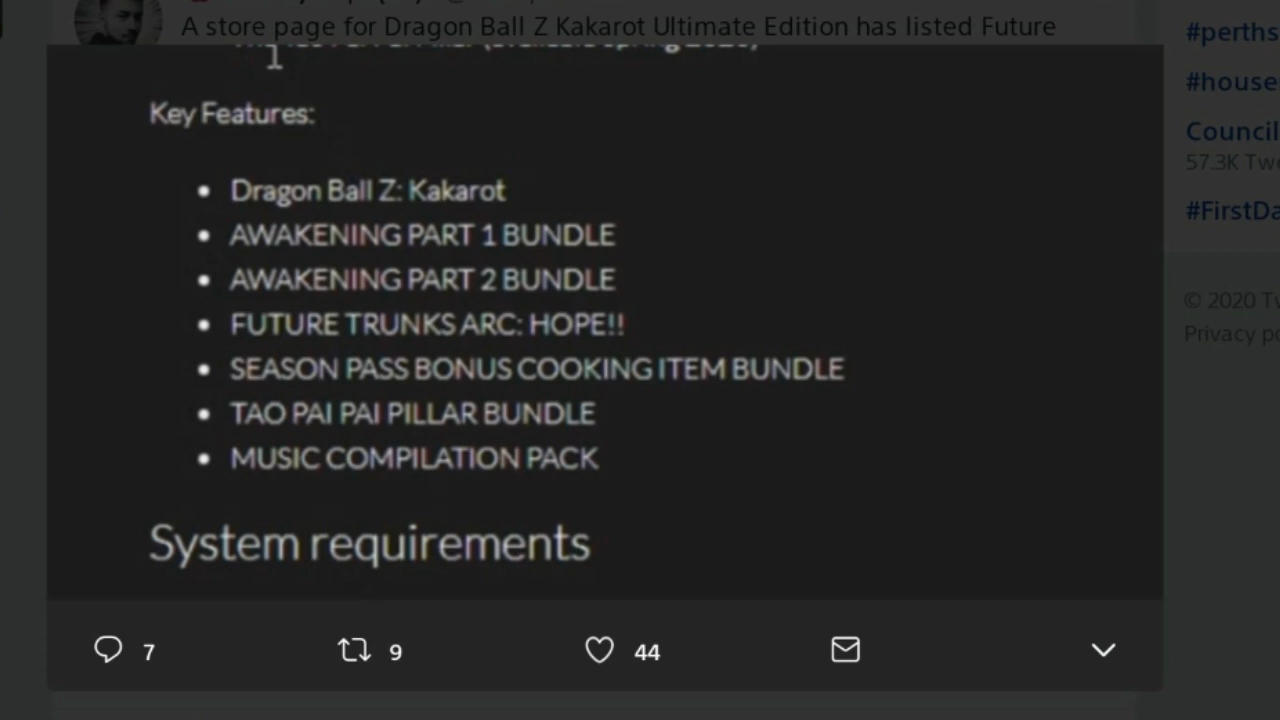 A store page for Dragon Ball Z Kakarot Ultimate Edition has listed Future
Key Features:
Dragon Ball Z: Kakarot
AWAKENING PART 1 BUNDLE
AWAKENING PART 2 BUNDLE
FUTURE TRUNKS ARC: HOPE!!
SEASON PASS BONUS COOKING ITEM BUNDLE
TAO PAI PAI PILLAR BUNDLE
MUSIC COMPILATION PACK
System requirements
7 9 44
#perths
#house
Council
57.3K Tw
#FirstDa
© 2020 T
Privacy po